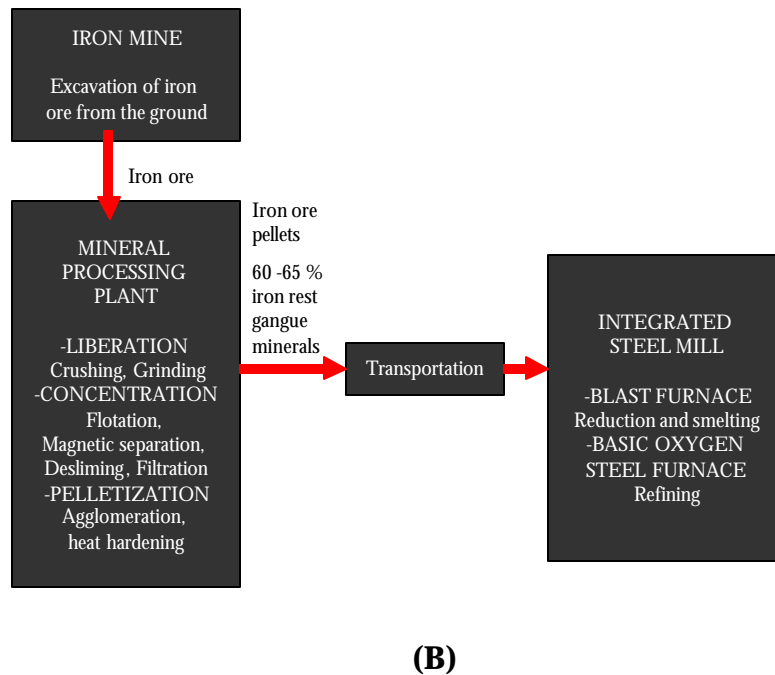 IRON MINE
Excavation of iron
ore from the ground
Iron ore
MINERAL
PROCESSING
PLANT
-LIBERATION
Crushing, Grinding
-CONCENTRATION
Flotation,
Magnetic separation,
Desliming, Filtration
-PELLETIZATION
Agglomeration,
heat hardening
Iron ore
pellets
60 -65 %
iron rest
gangue
minerals
Transportation
INTEGRATED
STEEL MILL
-BLAST FURNACE
Reduction and smelting
-BASIC OXYGEN
STEEL FURNACE
Refining
(B)